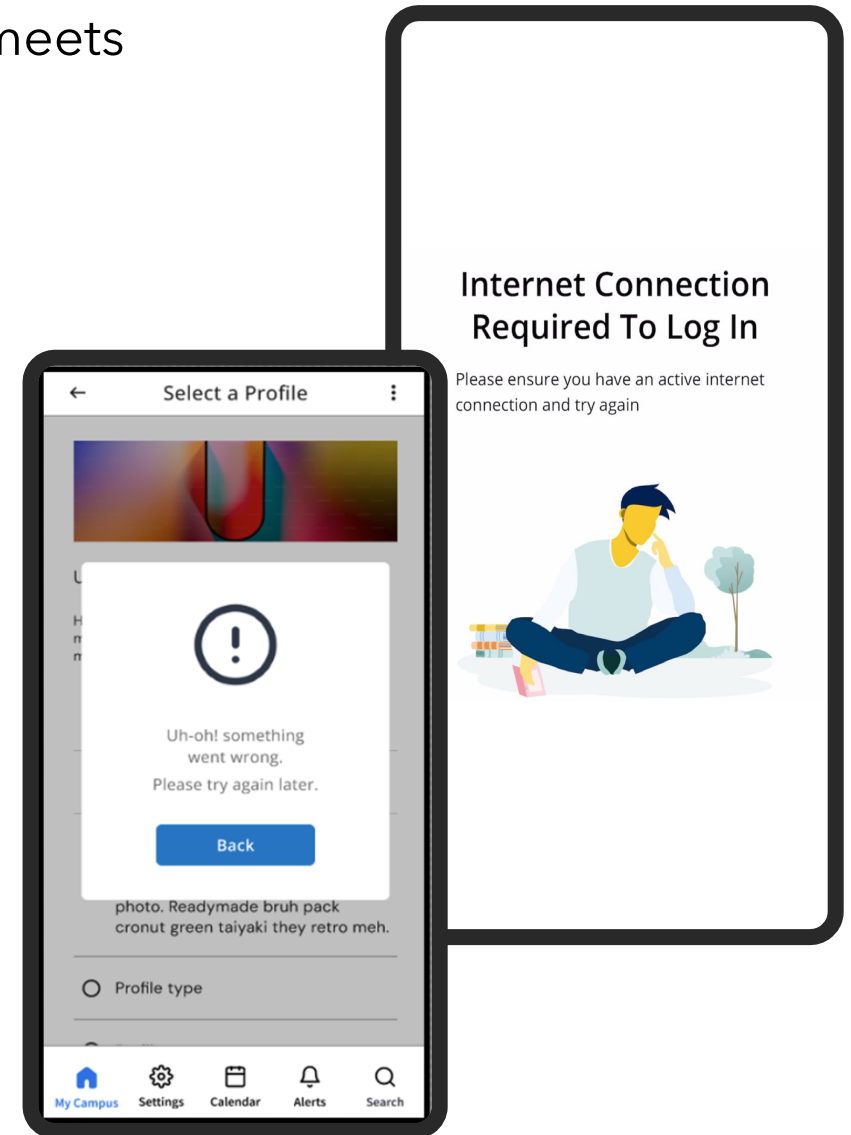 Internet Connection
Required To Log In
Please ensure you have an active internet
connection and try again
Select a Profile
Uh-oh! something
went wrong.
Please try again later.
Back
photo. Readymade bruh pack
cronut green taiyaki they retro meh.
Profile type
My Campus
Settings
Calendar
Alerts
Search